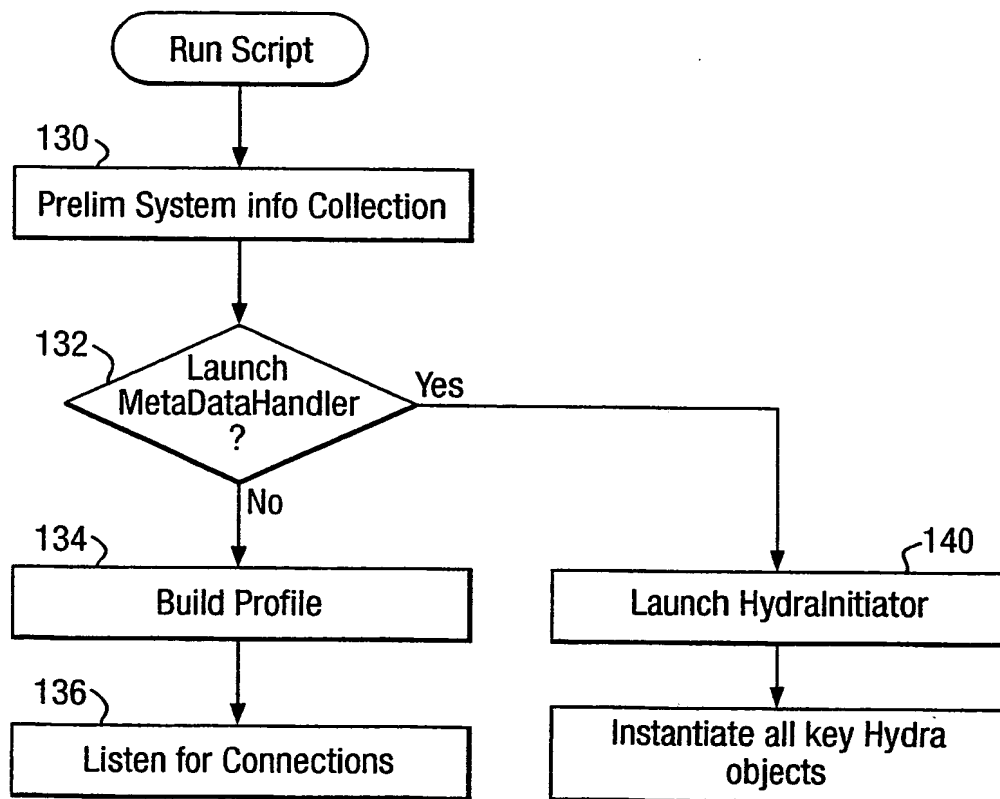 Run Script
130
Prelim System info Collection
132
Launch
MetaDataHandler
?
Yes
No
134
Build Profile
140
Launch HydraInitiator
136
Listen for Connections
Instantiate all key Hydra
objects